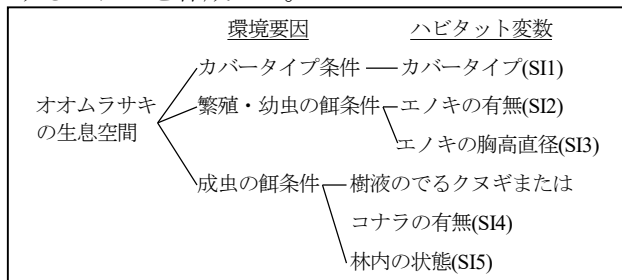 環境要因 ハビタット変数
カバータイプ条件 カバータイプ(SI1)
オオムラサキ
の生息空間
繁殖・幼虫の餌条件 エノキの有無(SI2)
エノキの胸高直径(SI3)
成虫の餌条件 樹液のでるクヌギまたは
コナラの有無(SI4)
林内の状態(SI5)